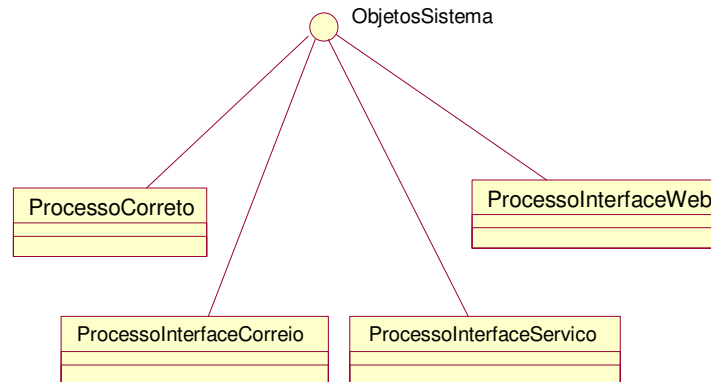 ObjetosSistema
ProcessoCorreto
ProcessoInterfaceWeb
ProcessoInterfaceCorreio
ProcessoInterfaceServico